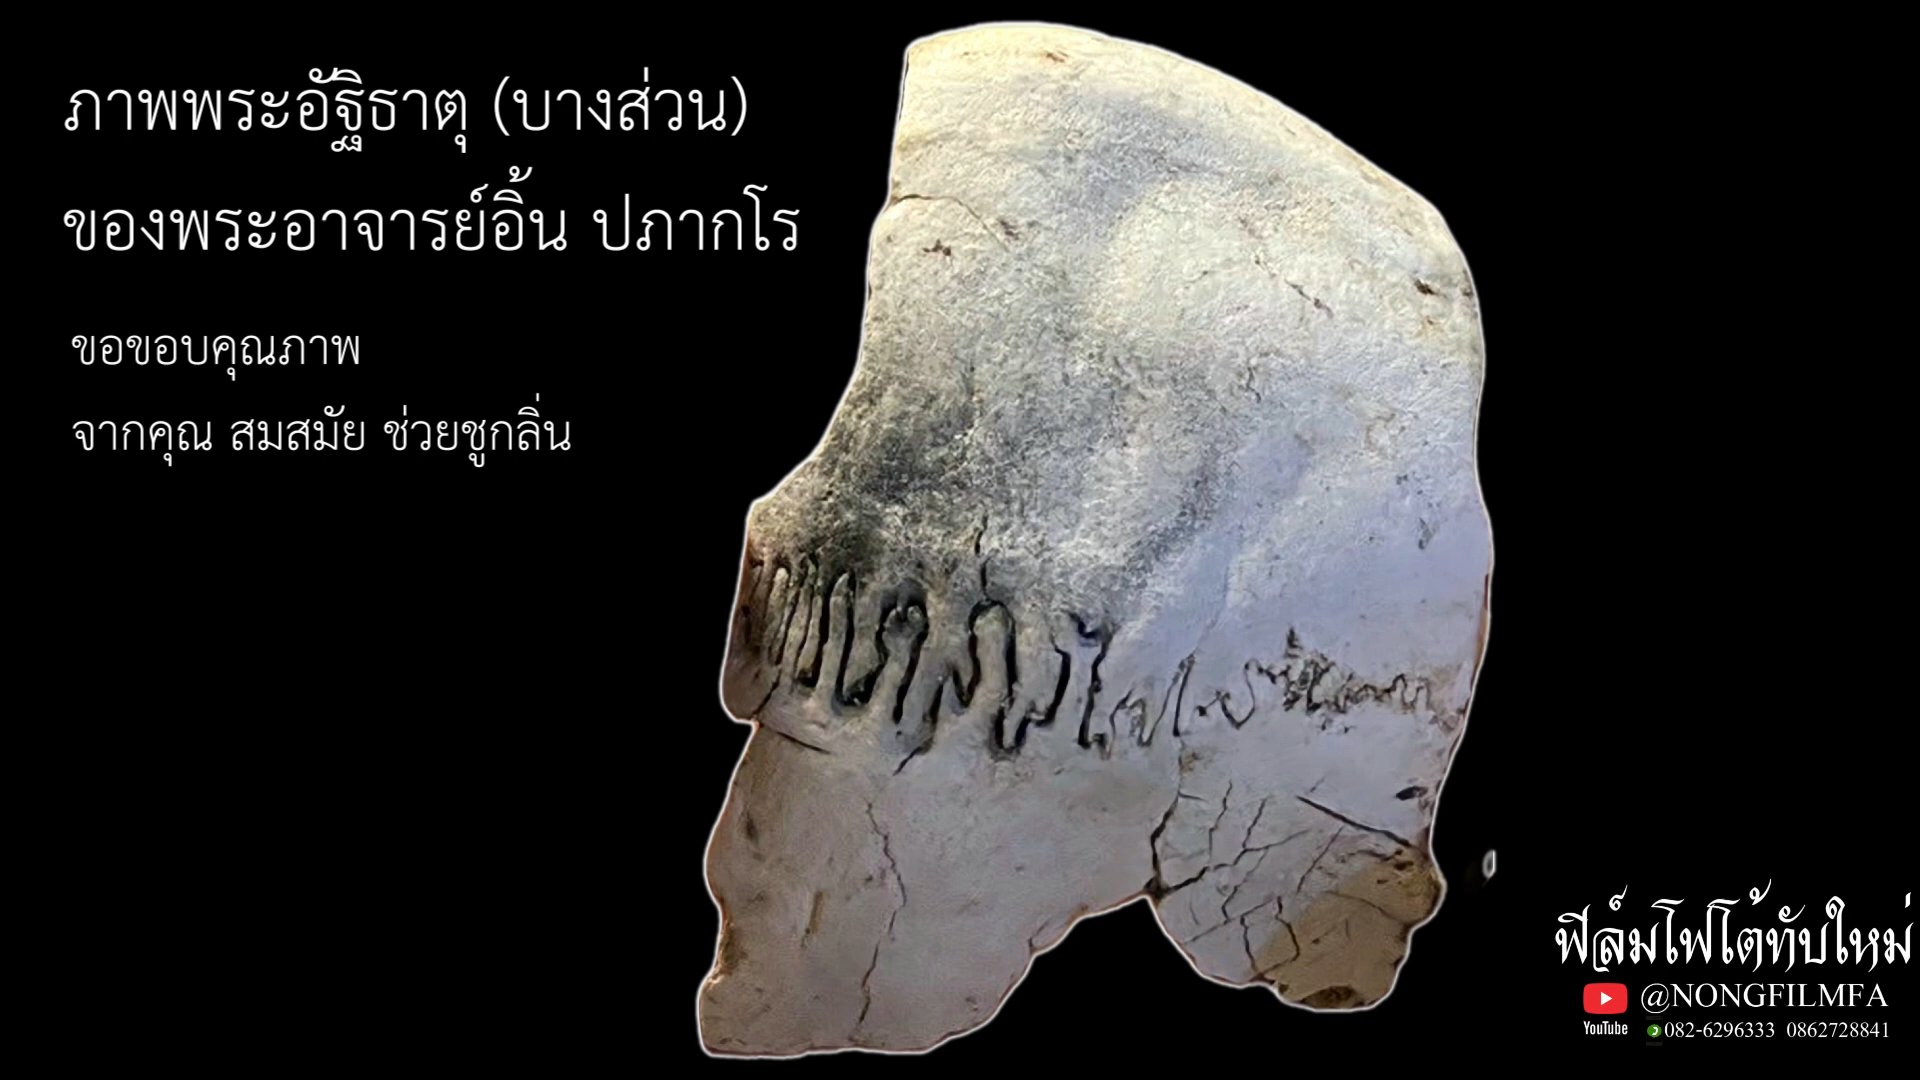 ภาพพระอัฐิธาตุ (บางส่วน)
ของพระอาจารย์อิ้น ปภากโร
ขอขอบคุณภาพ
จากคุณ สมสมัย ช่วยชูกลิ่น
ฟิล์มโฟโต้ทับใหม่
YouTube @NONGFILMFA
082-6296333 0862728841